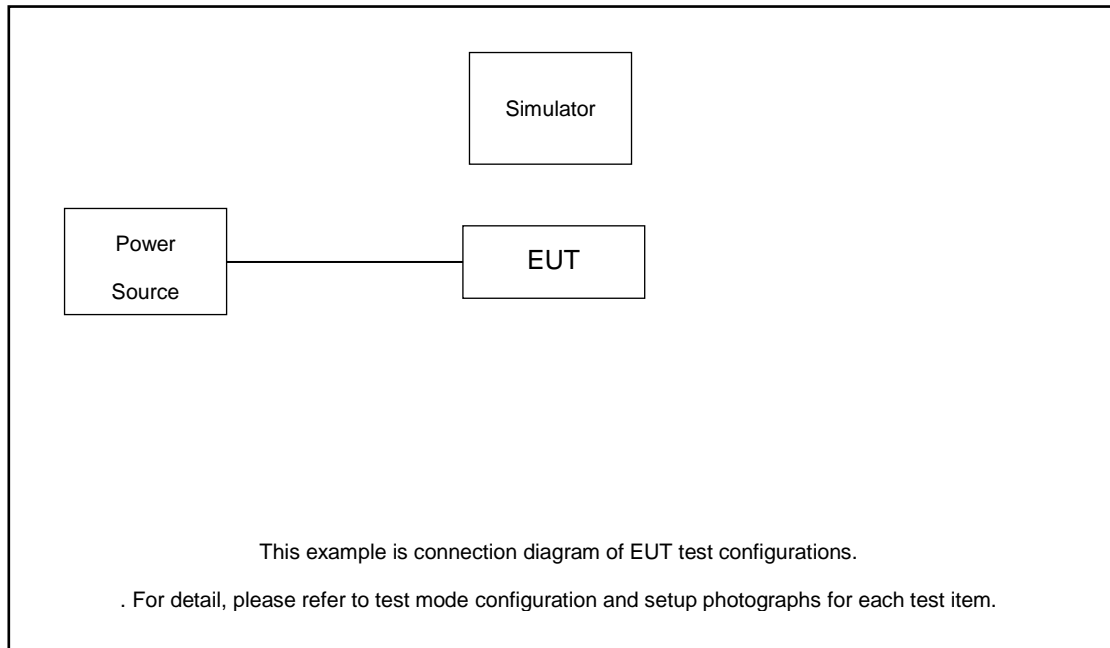 Simulator
Power
Source
EUT
This example is connection diagram of EUT test configurations.
. For detail, please refer to test mode configuration and setup photographs for each test item.